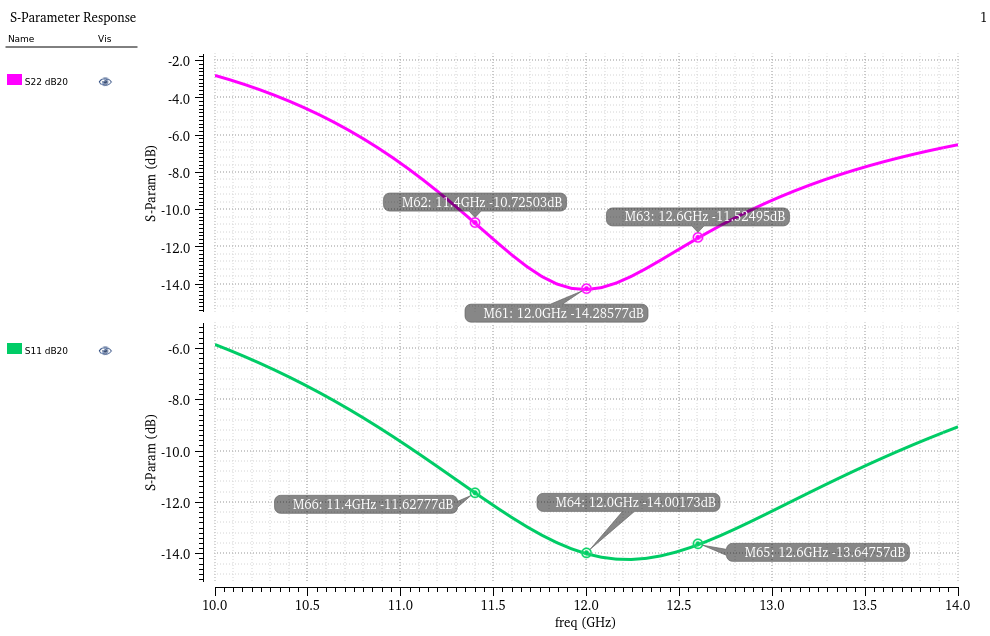 S-Parameter Response
1
Name Vis
S22 dB20
S-Param (dB)
-2.0
-4.0
-6.0
-8.0
-10.0
-12.0
-14.0
M62: 11.4GHz -10.72503dB
M63: 12.6GHz -11.52495dB
M61: 12.0GHz -14.28577dB
S11 dB20
S-Param (dB)
-6.0
-8.0
-10.0
-12.0
-14.0
M66: 11.4GHz -11.62777dB
M64: 12.0GHz -14.00173dB
M65: 12.6GHz -13.64757dB
10.0 10.5 11.0 11.5 12.0 12.5 13.0 13.5 14.0
freq (GHz)